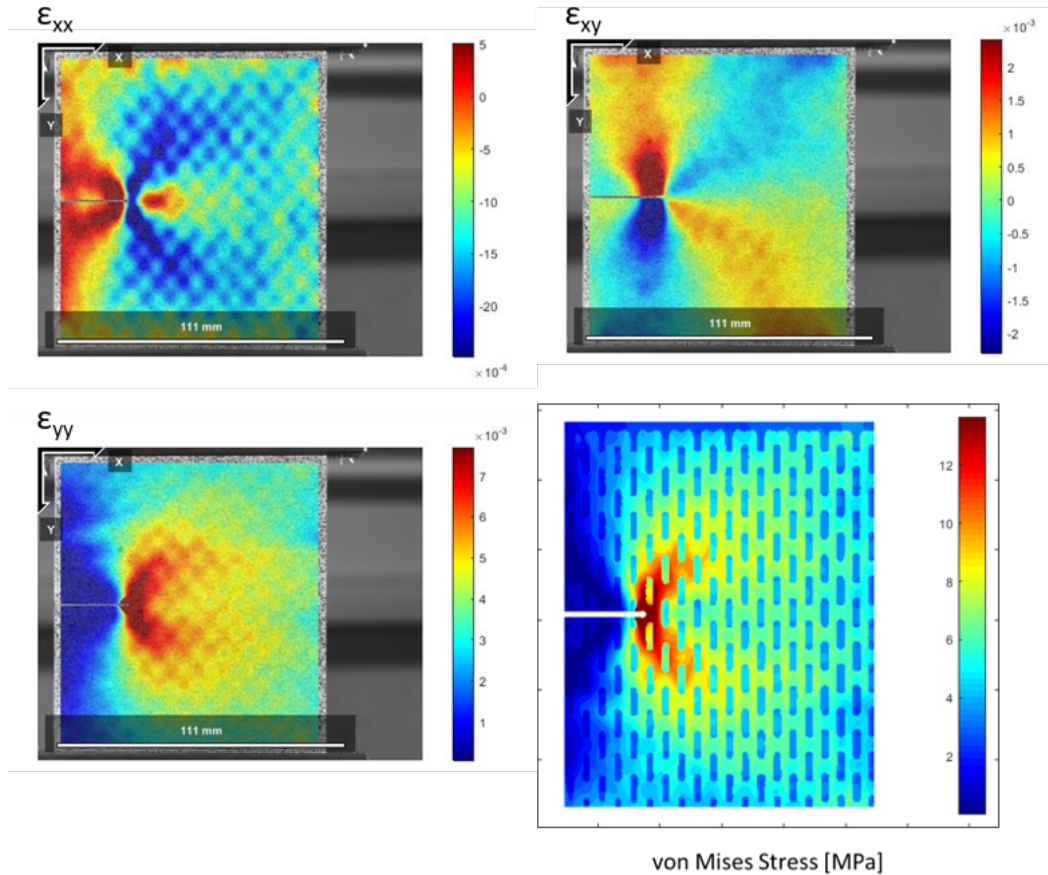 εxx
X
Y
111 mm
5
0
-5
-10
-15
-20
×10⁻⁴
εxy
X
Y
111 mm
×10⁻³
2
1.5
1
0.5
0
-0.5
-1
-1.5
-2
εyy
X
Y
111 mm
×10⁻³
7
6
5
4
3
2
1
12
10
8
6
4
2
von Mises Stress [MPa]